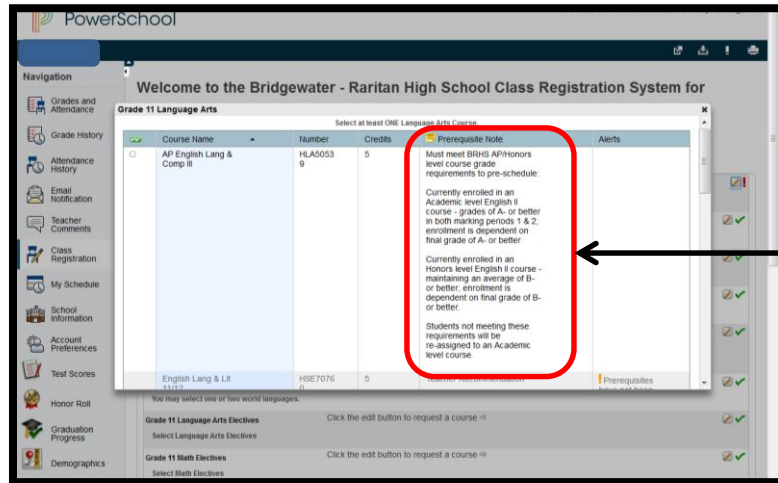 PowerSchool
Navigation
Welcome to the Bridgewater - Raritan High School Class Registration System for
Grades and
Attendance
Grade History
Attendance
History
Email
Notification
Teacher
Comments
Class
Registration
My Schedule
School
Information
Account
Preferences
Test Scores
Honor Roll
Graduation
Progress
Demographics
Grade 11 Language Arts
x
Select at least ONE Language Arts Course.
Course Name Number Credits Prerequisite Note Alerts
AP English Lang &
Comp III
HLA5053
9
5
Must meet BRHS AP/Honors
level course grade
requirements to pre-schedule:
Currently enrolled in an
Academic level English II
course - grades of A- or better
in both marking periods 1 & 2;
enrollment is dependent on
final grade of A- or better
Currently enrolled in an
Honors level English II course -
maintaining an average of B-
or better; enrollment is
dependent on final grade of B-
or better.
Students not meeting these
requirements will be
re-assigned to an Academic
level course.
English Lang & Lit
11/12
HSE7076
0
5
Teacher Recommendation
Prerequisites
have not been
You may select one or two world languages.
Grade 11 Language Arts Electives Click the edit button to request a course
Select Language Arts Electives
Grade 11 Math Electives Click the edit button to request a course
Select Math Electives